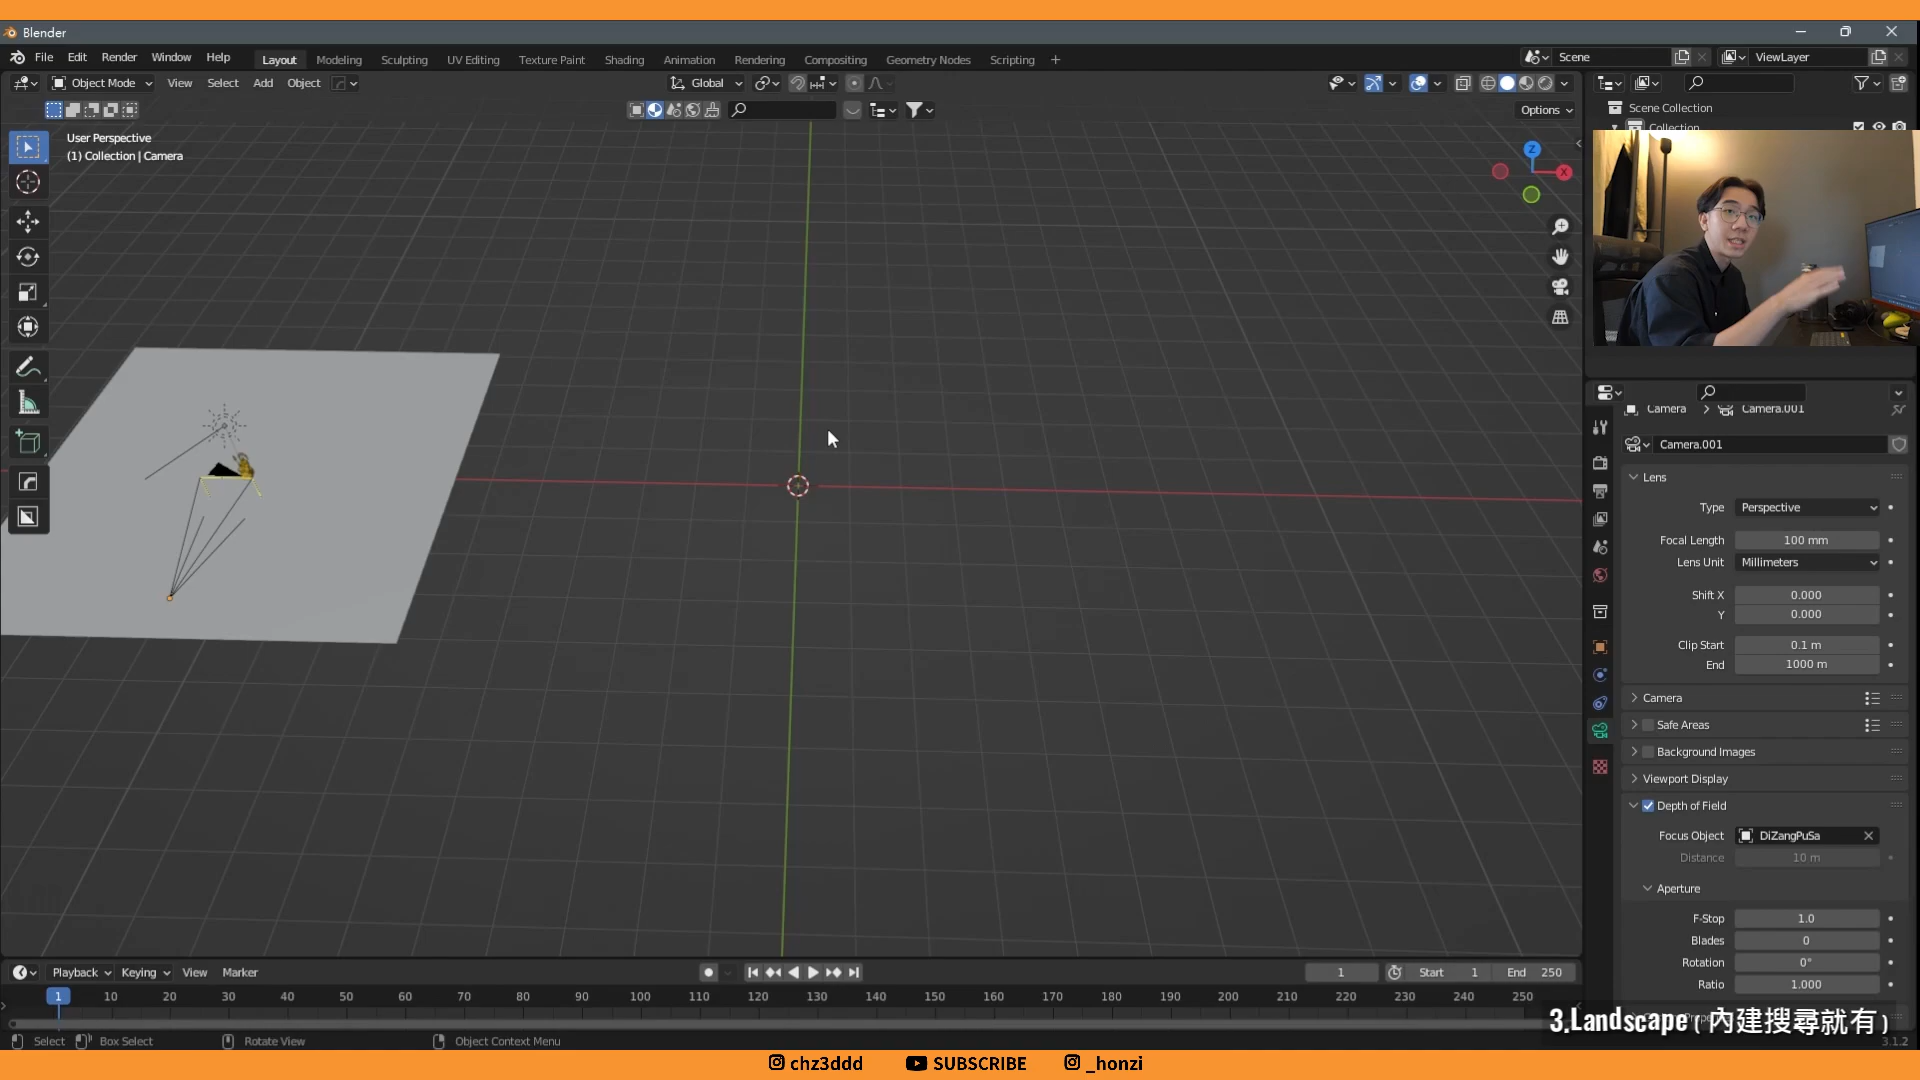 Blender
File Edit Render Window Help Layout Modeling Sculpting UV Editing Texture Paint Shading Animation Rendering Compositing Geometry Nodes Scripting + Scene ViewLayer
Object Mode View Select Add Object Global
Options
User Perspective
(1) Collection | Camera
Z
X
Scene Collection
Collection
Camera > Camera.001
Camera.001
Lens
Type Perspective
Focal Length 100 mm
Lens Unit Millimeters
Shift X 0.000
Y 0.000
Clip Start 0.1 m
End 1000 m
Camera
Safe Areas
Background Images
Viewport Display
Depth of Field
Focus Object DiZangPuSa
Distance 10 m
Aperture
F-Stop 1.0
Blades 0
Rotation 0°
Ratio 1.000
Playback Keying View Marker 1 Start 1 End 250
1 10 20 30 40 50 60 70 80 90 100 110 120 130 140 150 160 170 180 190 200 210 220 230 240 250
3.Landscape(內建搜尋就有)
Select Box Select Rotate View Object Context Menu 3.1.2
chz3ddd SUBSCRIBE _honzi